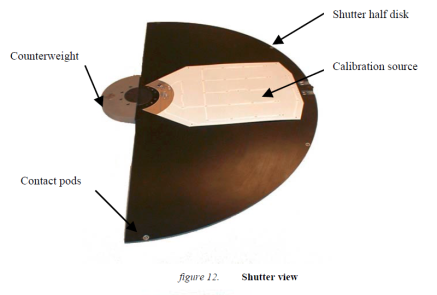 Shutter half disk
Counterweight
Calibration source
Contact pods
figure 12. Shutter view